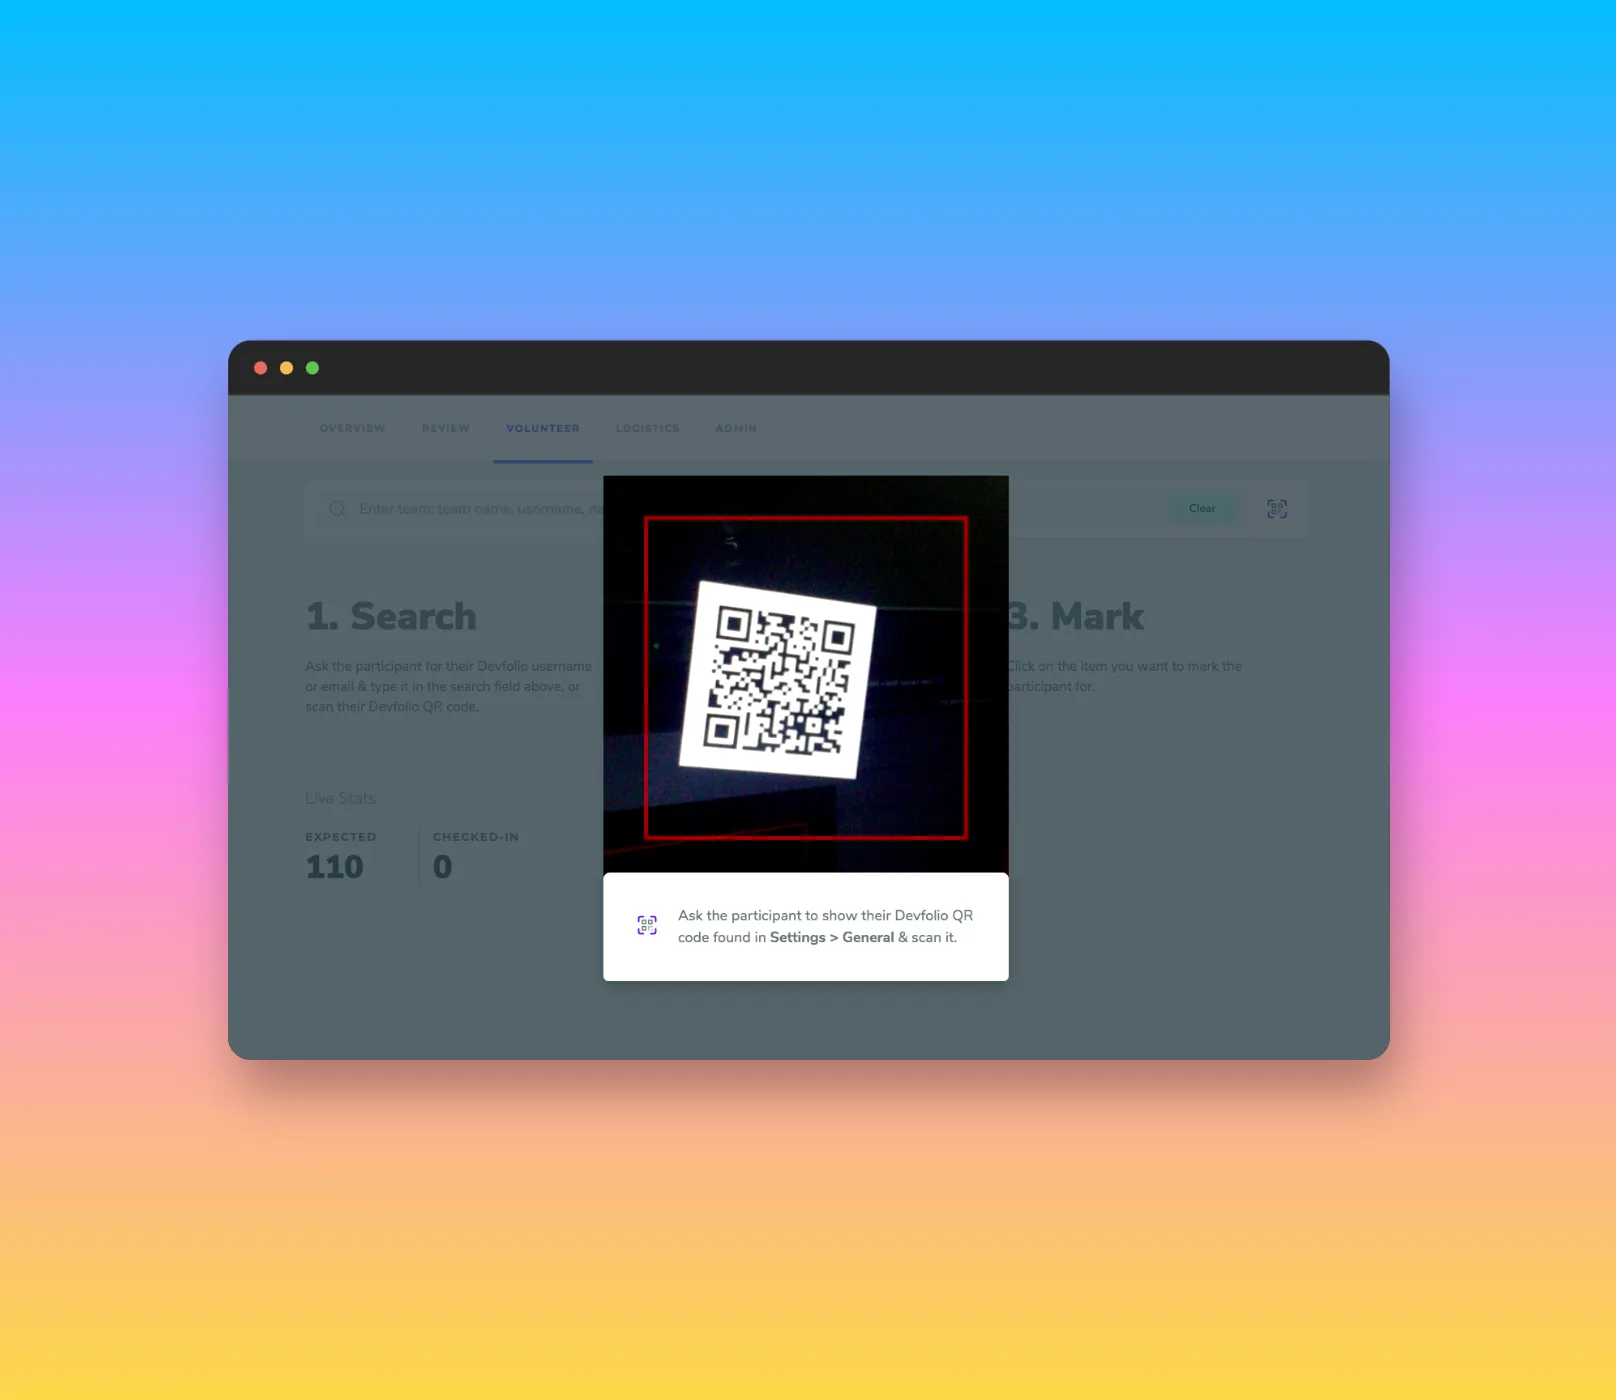 OVERVIEW REVIEW VOLUNTEER LOGISTICS ADMIN
Enter team: team name, username,
Clear
1. Search
Ask the participant for their Devfolio username
or email & type it in the search field above, or
scan their Devfolio QR code.
3. Mark
Click on the item you want to mark the
participant for.
Live Stats
EXPECTED
110
CHECKED-IN
0
Ask the participant to show their Devfolio QR
code found in Settings > General & scan it.